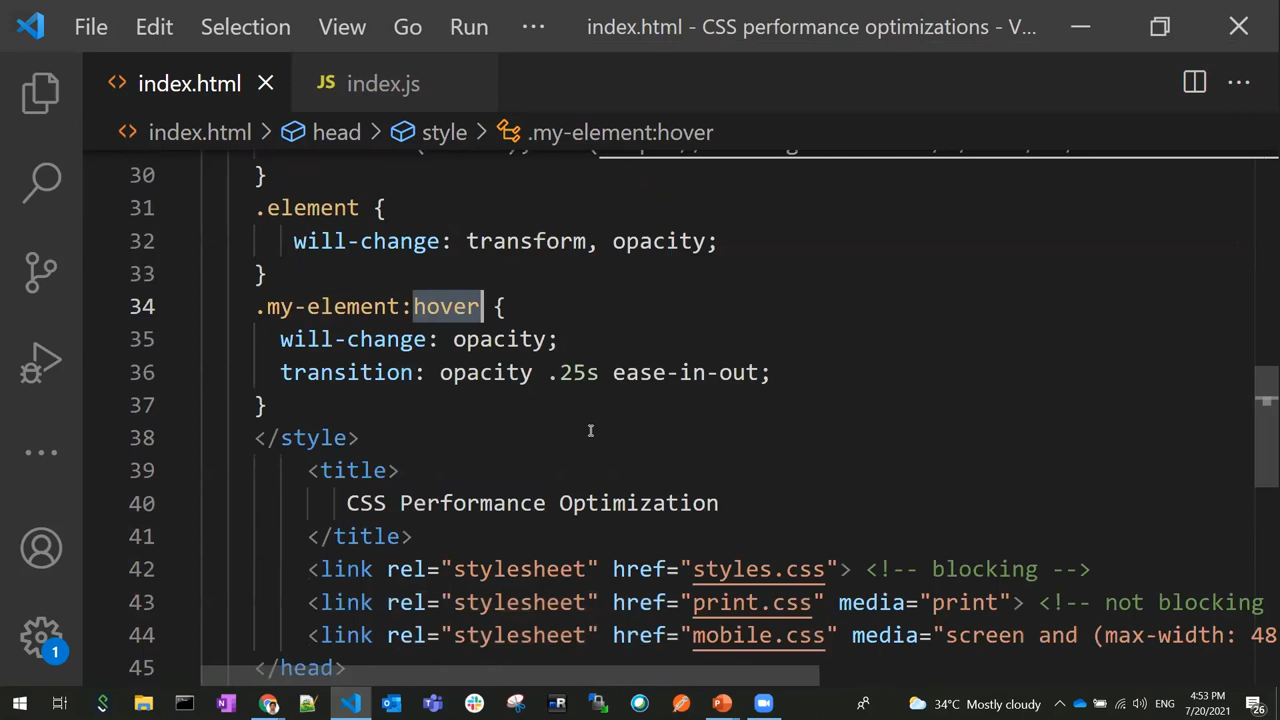 File Edit Selection View Go Run ··· index.html - CSS performance optimizations - V...
index.html JS index.js
index.html > head > style > .my-element:hover
30 }
31 .element {
32 will-change: transform, opacity;
33 }
34 .my-element:hover {
35 will-change: opacity;
36 transition: opacity .25s ease-in-out;
37 }
38 </style>
39 <title>
40 CSS Performance Optimization
41 </title>
42 <link rel="stylesheet" href="styles.css"> <!-- blocking -->
43 <link rel="stylesheet" href="print.css" media="print"> <!-- not blocking
44 <link rel="stylesheet" href="mobile.css" media="screen and (max-width: 48
45 </head>
1
34°C Mostly cloudy ENG 4:53 PM
7/20/2021
26